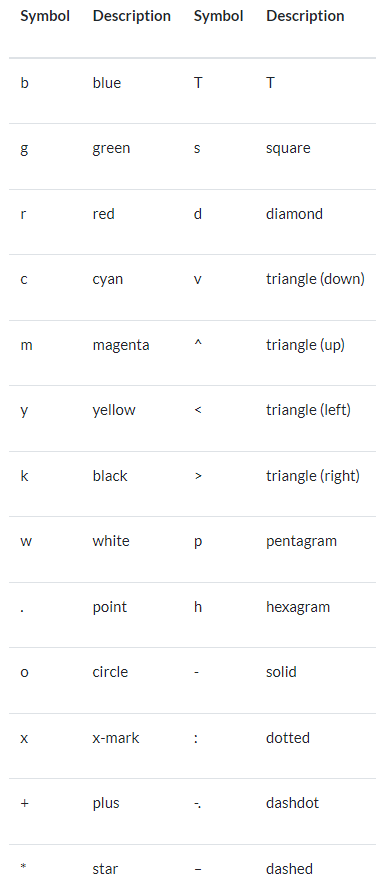 Symbol Description Symbol Description
b blue T T
g green s square
r red d diamond
c cyan v triangle (down)
m magenta ^ triangle (up)
y yellow < triangle (left)
k black > triangle (right)
w white p pentagram
. point h hexagram
o circle - solid
x x-mark : dotted
+ plus -. dashdot
* star – dashed